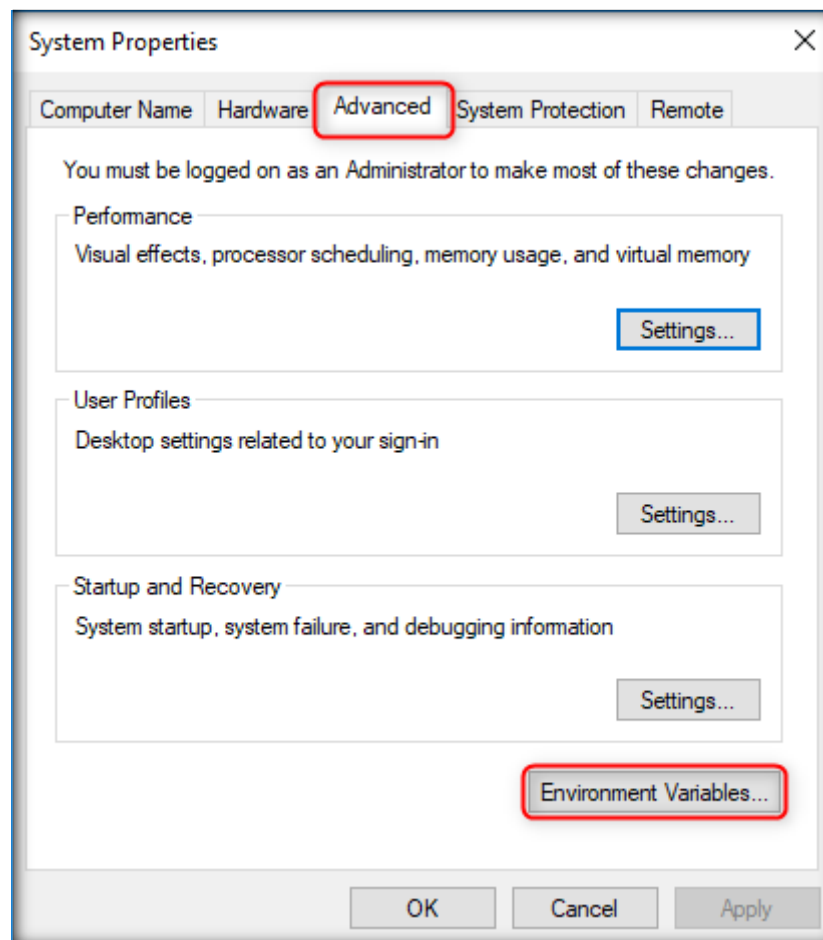 System Properties
Computer Name Hardware Advanced System Protection Remote
You must be logged on as an Administrator to make most of these changes.
Performance
Visual effects, processor scheduling, memory usage, and virtual memory
Settings...
User Profiles
Desktop settings related to your sign-in
Settings...
Startup and Recovery
System startup, system failure, and debugging information
Settings...
Environment Variables...
OK Cancel Apply